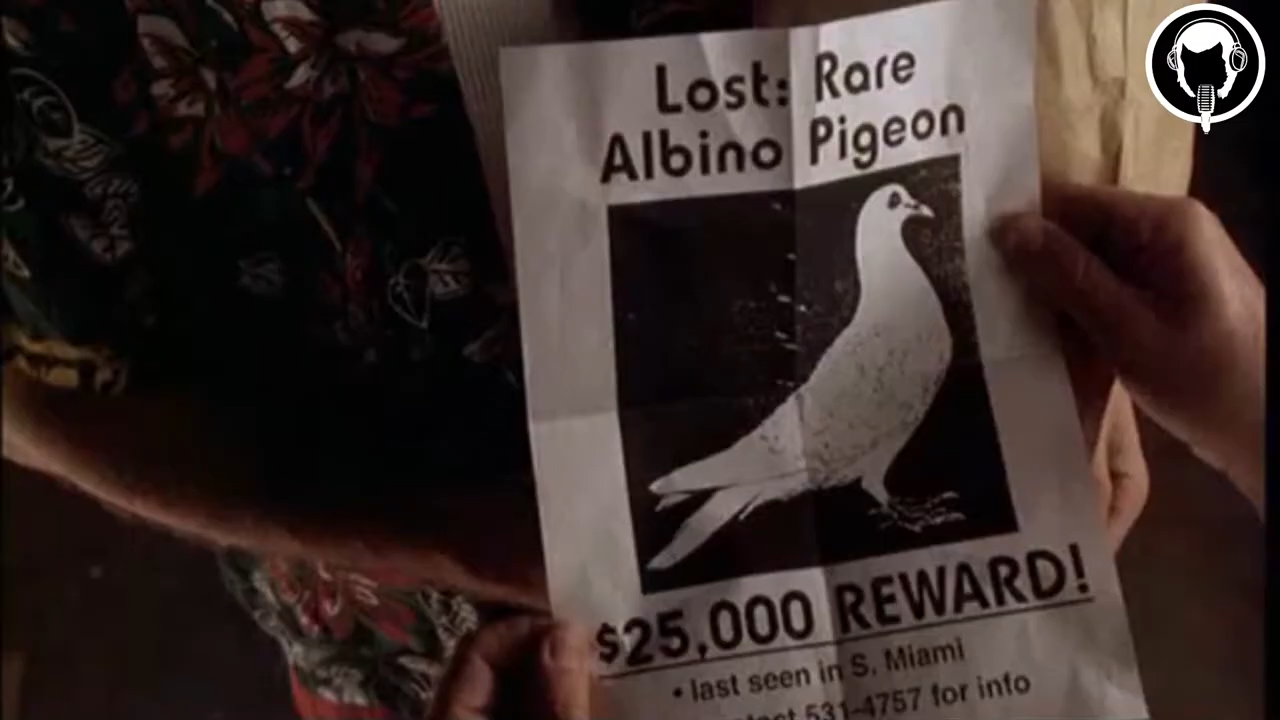 Lost: Rare
Albino Pigeon
$25,000 REWARD!
• last seen in S. Miami
531-4757 for info